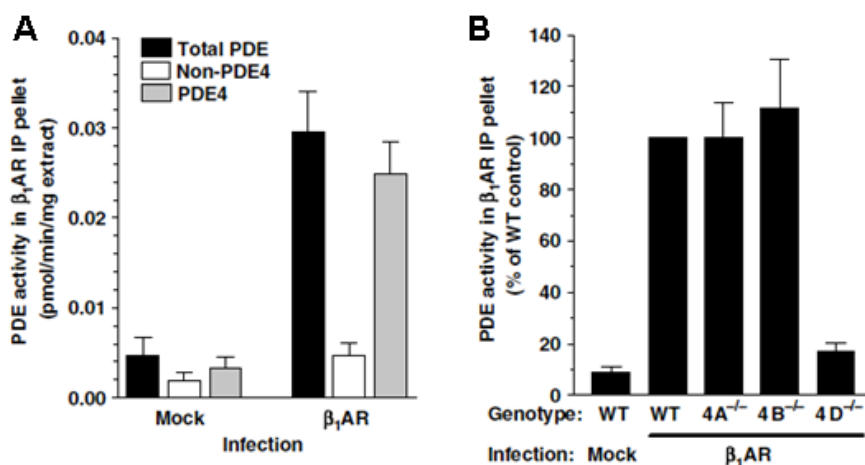 A
PDE activity in β₁AR IP pellet
(pmol/min/mg extract)
0.04
0.03
0.02
0.01
0.00
Total PDE
Non-PDE4
PDE4
Mock
β₁AR
Infection
B
PDE activity in β₁AR IP pellet
(% of WT control)
140
120
100
80
60
40
20
0
Genotype: WT WT 4A⁻/⁻ 4B⁻/⁻ 4D⁻/⁻
Infection: Mock β₁AR